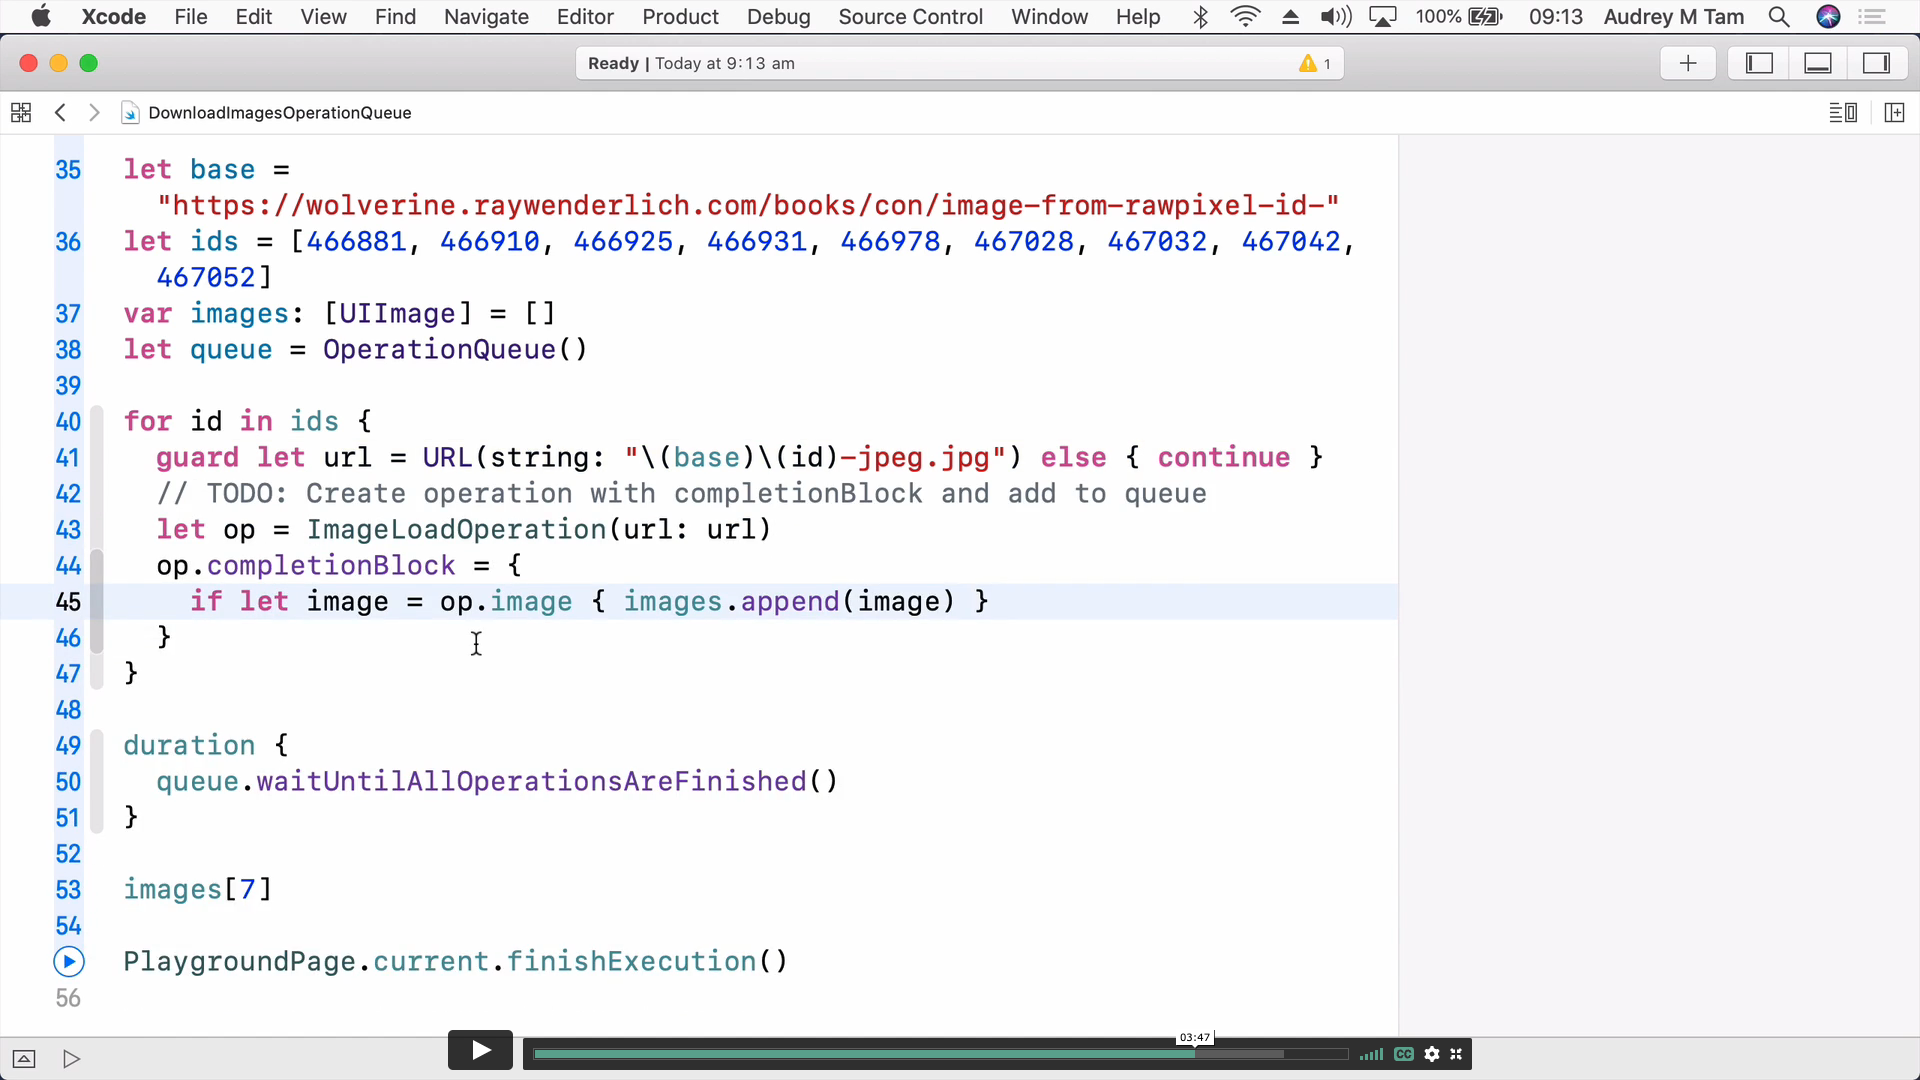 Xcode File Edit View Find Navigate Editor Product Debug Source Control Window Help 100% 09:13 Audrey M Tam
Ready | Today at 9:13 am 1
DownloadImagesOperationQueue
35 let base =
"https://wolverine.raywenderlich.com/books/con/image-from-rawpixel-id-"
36 let ids = [466881, 466910, 466925, 466931, 466978, 467028, 467032, 467042,
467052]
37 var images: [UIImage] = []
38 let queue = OperationQueue()
39
40 for id in ids {
41 guard let url = URL(string: "\(base)\(id)-jpeg.jpg") else { continue }
42 // TODO: Create operation with completionBlock and add to queue
43 let op = ImageLoadOperation(url: url)
44 op.completionBlock = {
45 if let image = op.image { images.append(image) }
46 }
47 }
48
49 duration {
50 queue.waitUntilAllOperationsAreFinished()
51 }
52
53 images[7]
54
PlaygroundPage.current.finishExecution()
56
03:47
CC